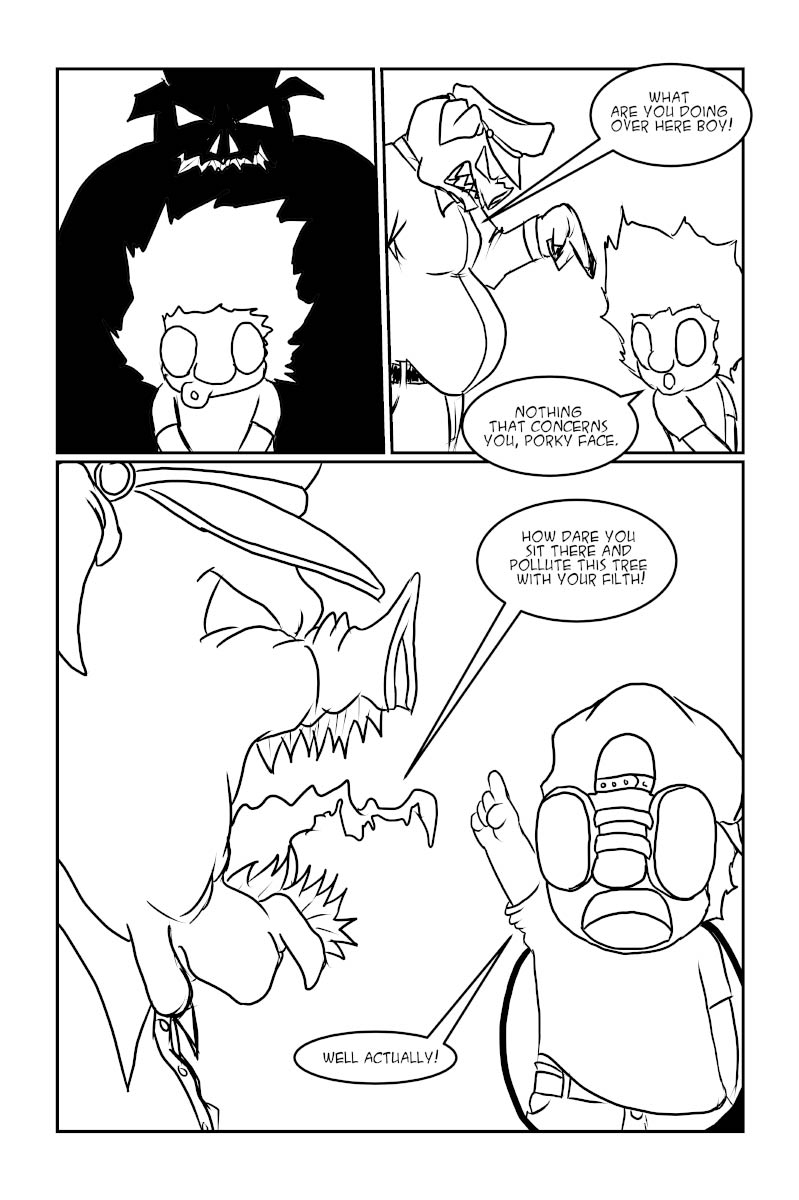 WHAT
ARE YOU DOING
OVER HERE BOY!
NOTHING
THAT CONCERNS
YOU, PORKY FACE.
HOW DARE YOU
SIT THERE AND
POLLUTE THIS TREE
WITH YOUR FILTH!
WELL ACTUALLY!